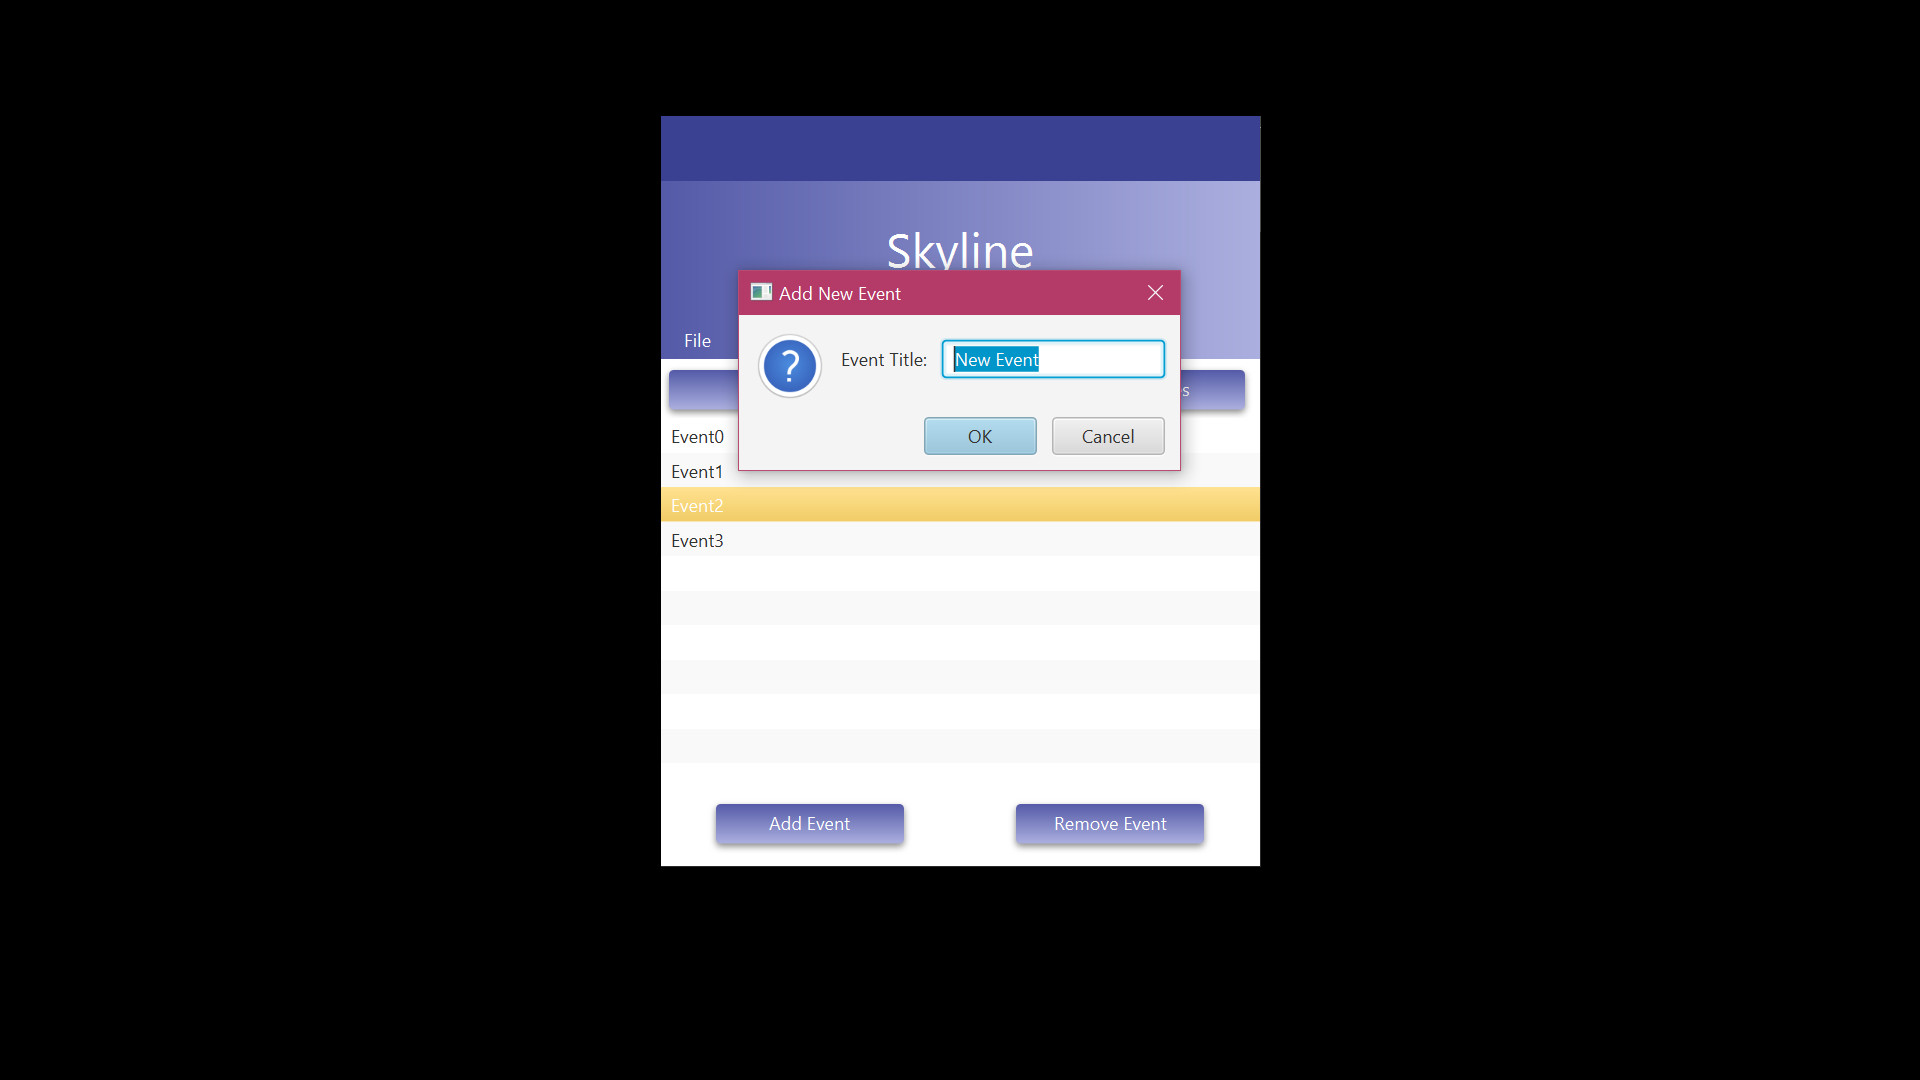 Skyline
Add New Event
File
Event Title: New Event
OK Cancel
Event0
Event1
Event2
Event3
Add Event Remove Event